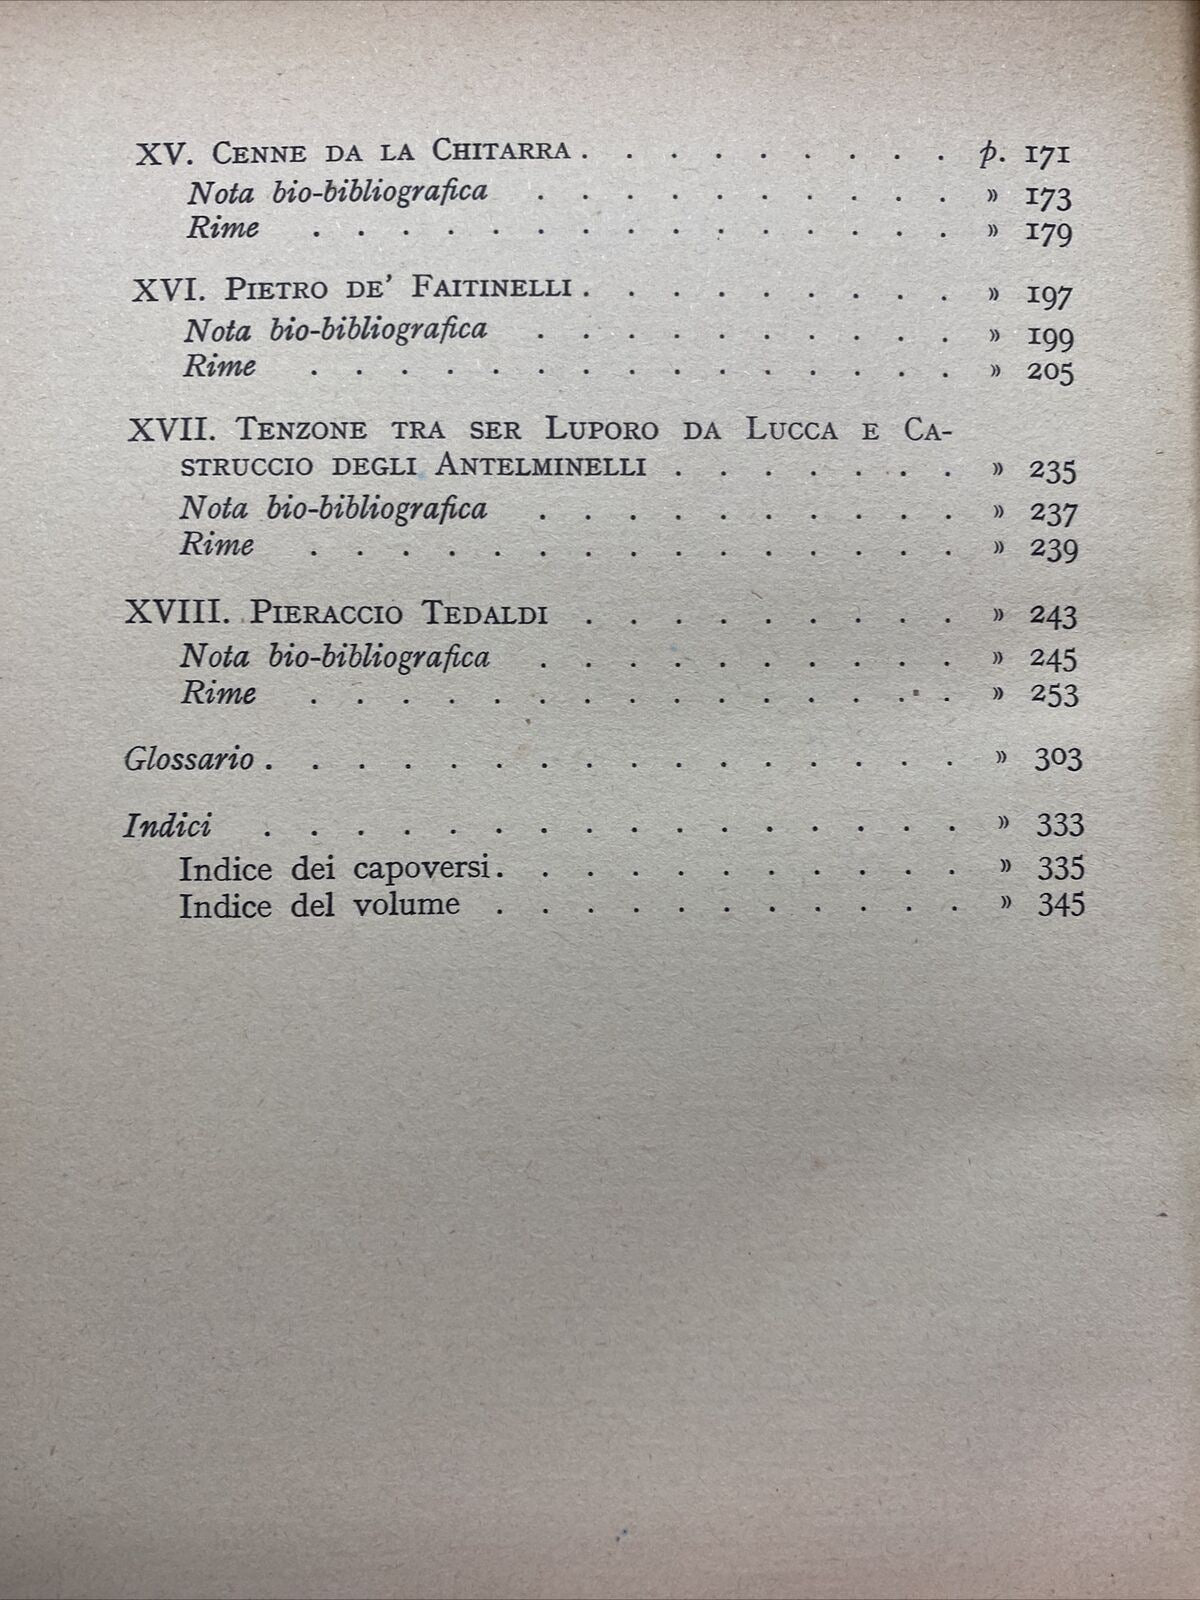 XV. Cenne da la Chitarra . . . . . . . . . p. 171
Nota bio-bibliografica . . . . . . . . . . » 173
Rime . . . . . . . . . . . . . . . » 179
XVI. Pietro de' Faitinelli . . . . . . . . . » 197
Nota bio-bibliografica . . . . . . . . . . » 199
Rime . . . . . . . . . . . . . . . » 205
XVII. Tenzone tra ser Luporo da Lucca e Ca-
struccio degli Antelminelli . . . . . . . » 235
Nota bio-bibliografica . . . . . . . . . . » 237
Rime . . . . . . . . . . . . . . . » 239
XVIII. Pieraccio Tedaldi . . . . . . . . . » 243
Nota bio-bibliografica . . . . . . . . . . » 245
Rime . . . . . . . . . . . . . . . » 253
Glossario . . . . . . . . . . . . . . . . » 303
Indici . . . . . . . . . . . . . . . . » 333
Indice dei capoversi . . . . . . . . . . . » 335
Indice del volume . . . . . . . . . . . » 345